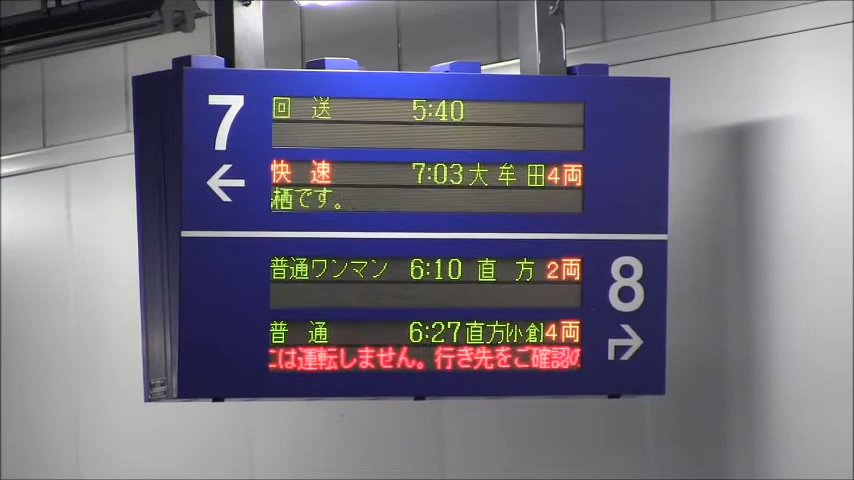 7
回送 5:40
快速 7:03 大牟田 4両
栖です。
普通ワンマン 6:10 直方 2両
8
普通 6:27 直方小倉 4両
には運転しません。行き先をご確認の